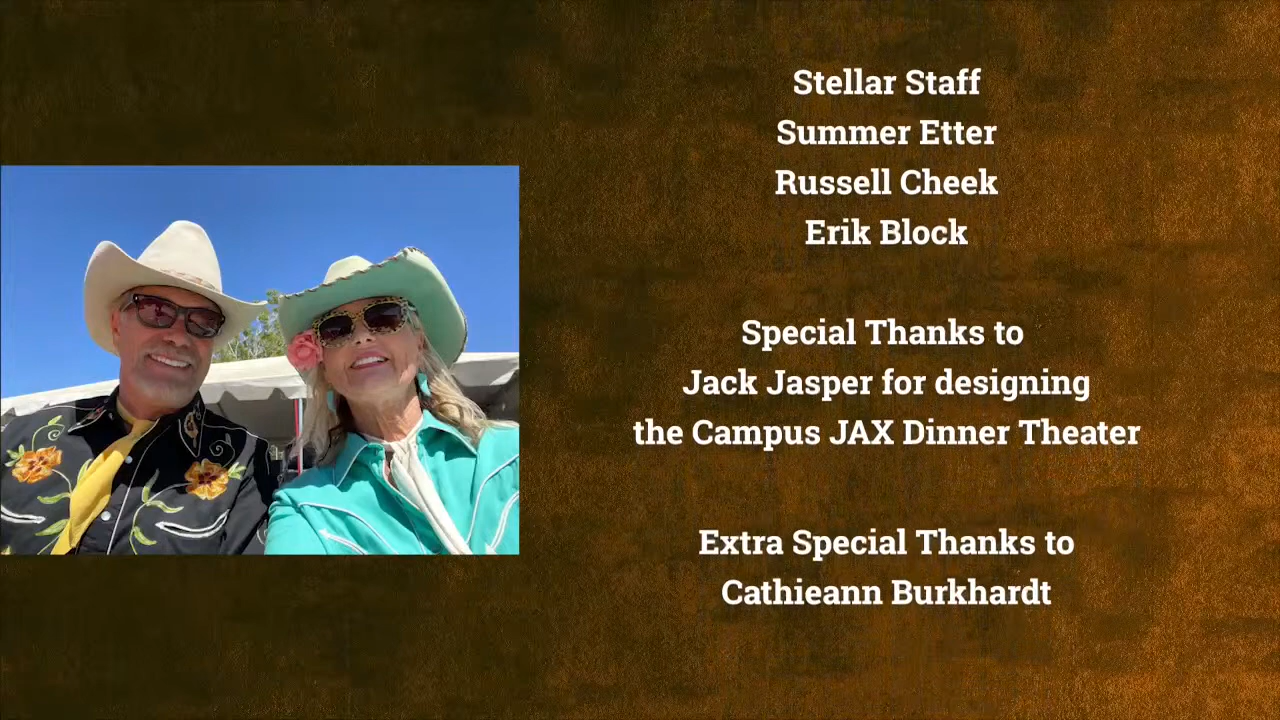 Stellar Staff
Summer Etter
Russell Cheek
Erik Block
Special Thanks to
Jack Jasper for designing
the Campus JAX Dinner Theater
Extra Special Thanks to
Cathieann Burkhardt